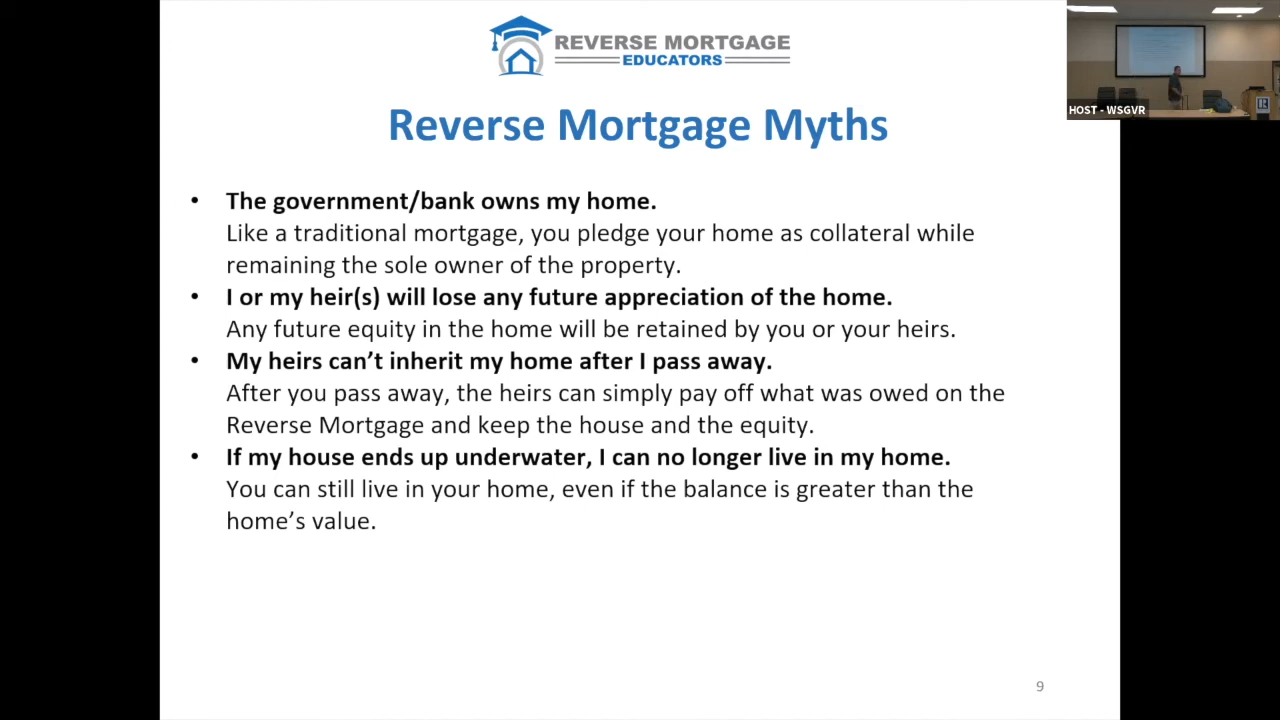 REVERSE MORTGAGE
EDUCATORS
HOST - WSGVR
Reverse Mortgage Myths
• The government/bank owns my home.
Like a traditional mortgage, you pledge your home as collateral while
remaining the sole owner of the property.
• I or my heir(s) will lose any future appreciation of the home.
Any future equity in the home will be retained by you or your heirs.
• My heirs can’t inherit my home after I pass away.
After you pass away, the heirs can simply pay off what was owed on the
Reverse Mortgage and keep the house and the equity.
• If my house ends up underwater, I can no longer live in my home.
You can still live in your home, even if the balance is greater than the
home’s value.
9